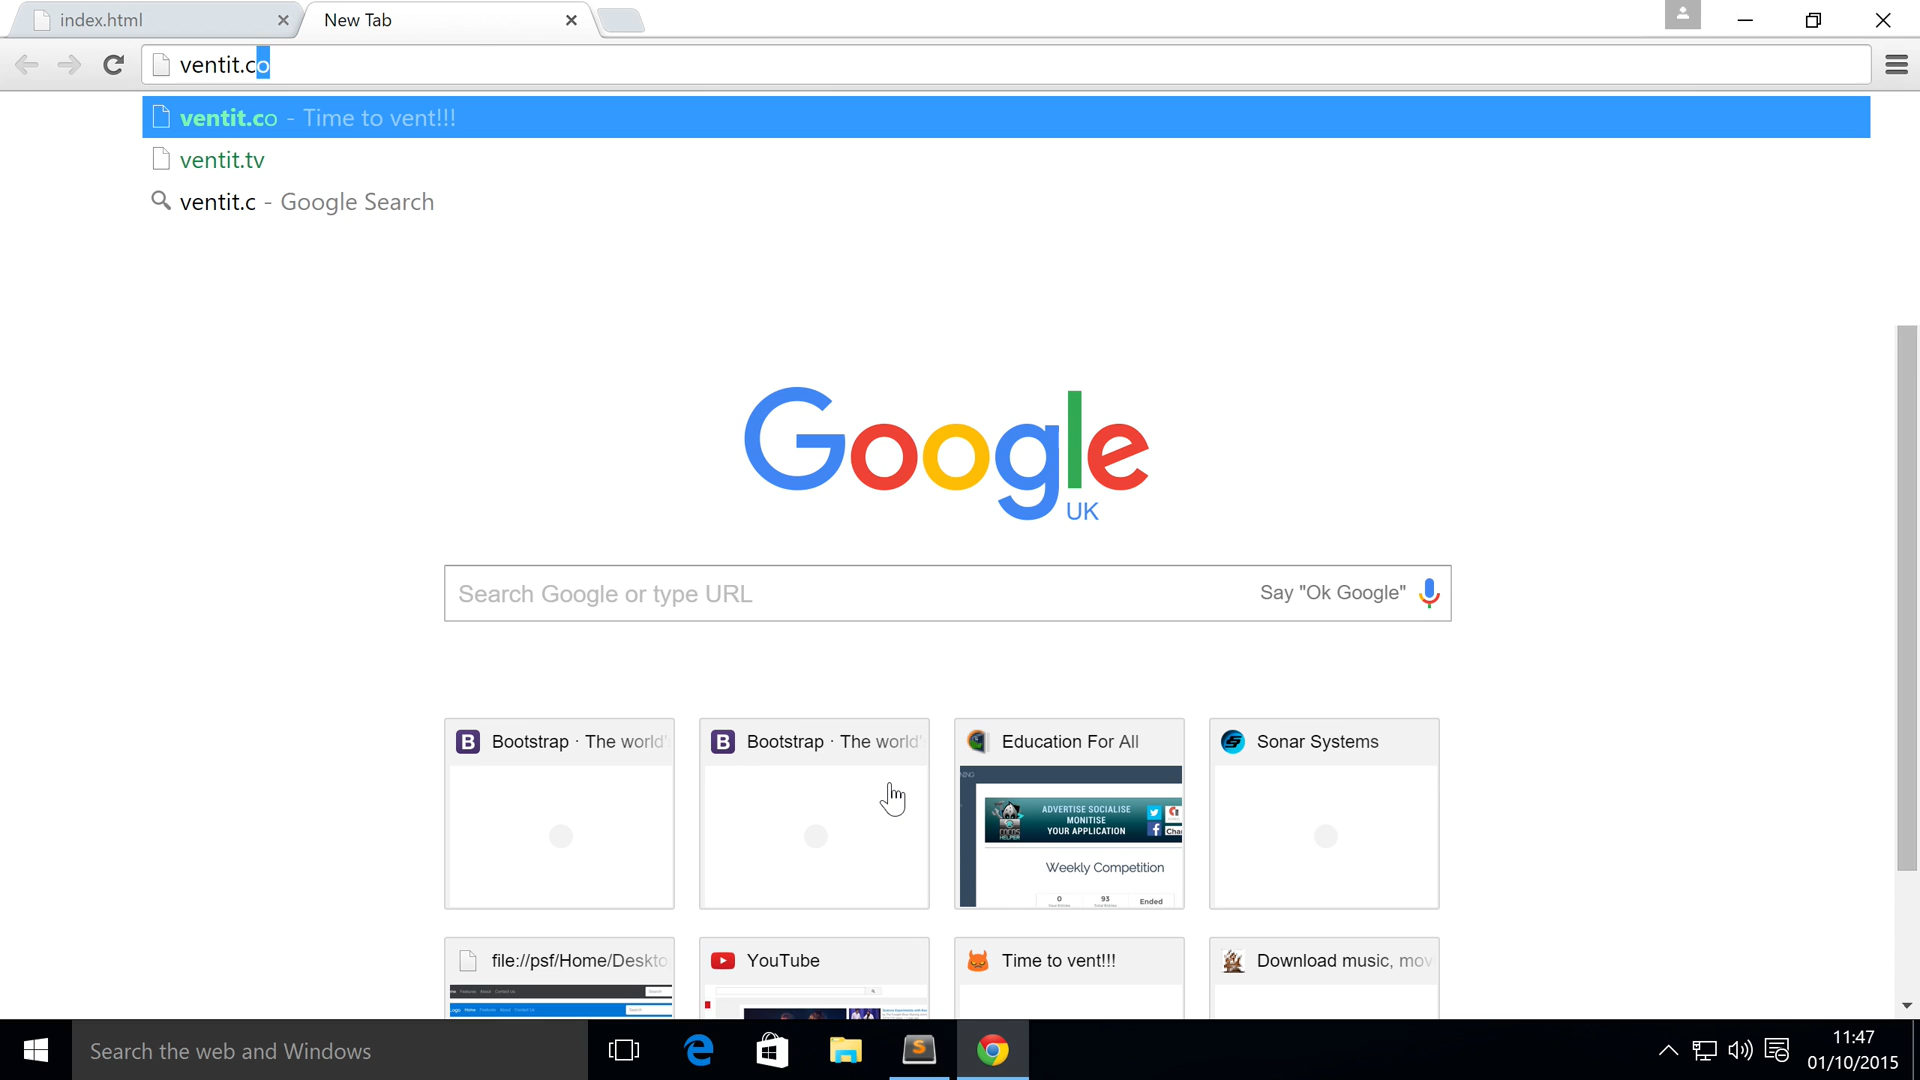 index.html
New Tab
ventit.co
ventit.co - Time to vent!!!
ventit.tv
ventit.c - Google Search
Google
UK
Search Google or type URL
Say "Ok Google"
Bootstrap · The world'
Bootstrap · The world'
Education For All
Sonar Systems
ADVERTISE SOCIALISE
MONITISE
YOUR APPLICATION
Weekly Competition
0
93
Ended
file://psf/Home/Deskto
YouTube
Time to vent!!!
Download music, mov
Search the web and Windows
11:47
01/10/2015